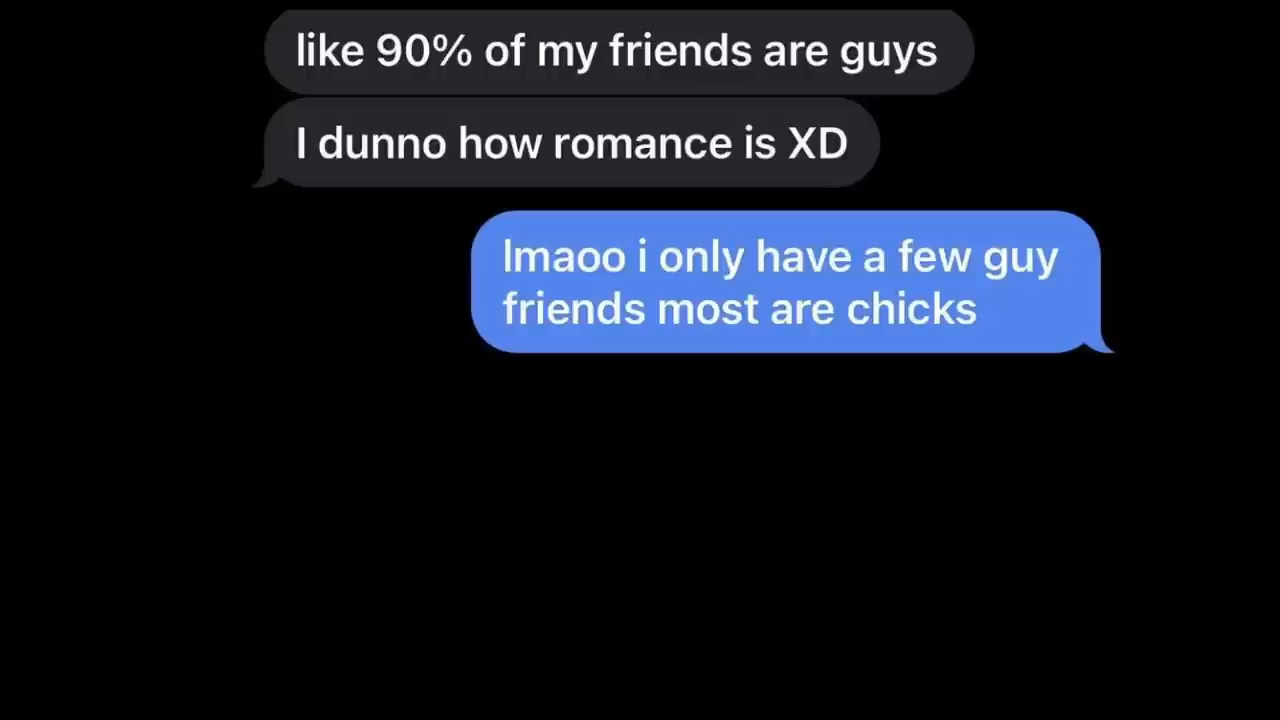 like 90% of my friends are guys
I dunno how romance is XD
lmaoo i only have a few guy
friends most are chicks